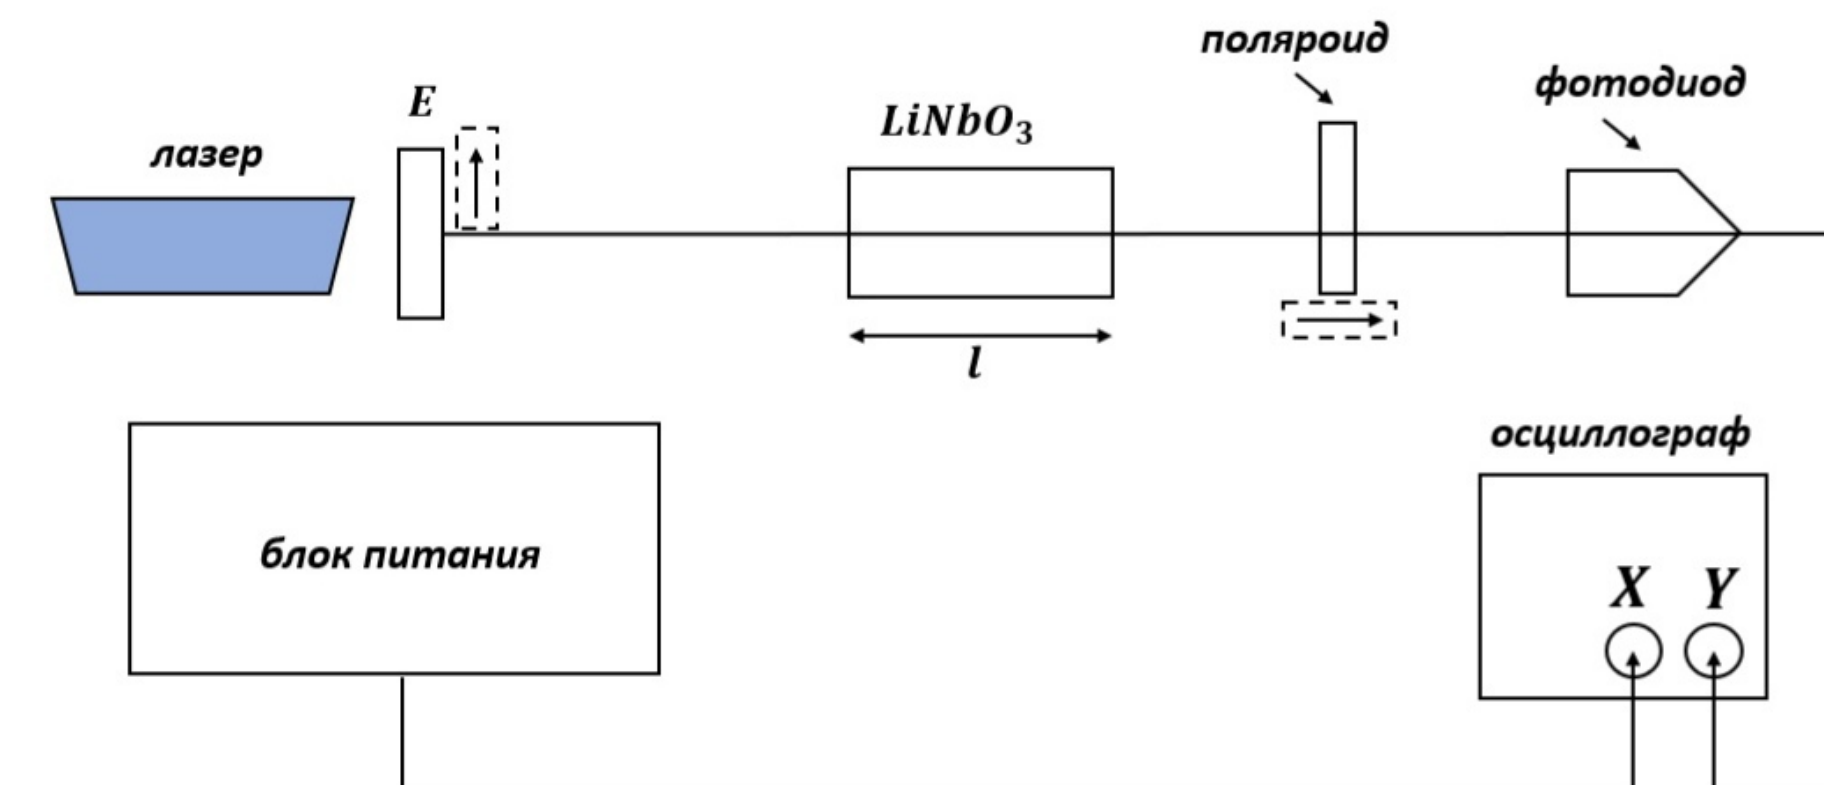 поляроид
фотодиод
E
LiNbO₃
лазер
l
осциллограф
блок питания
X Y